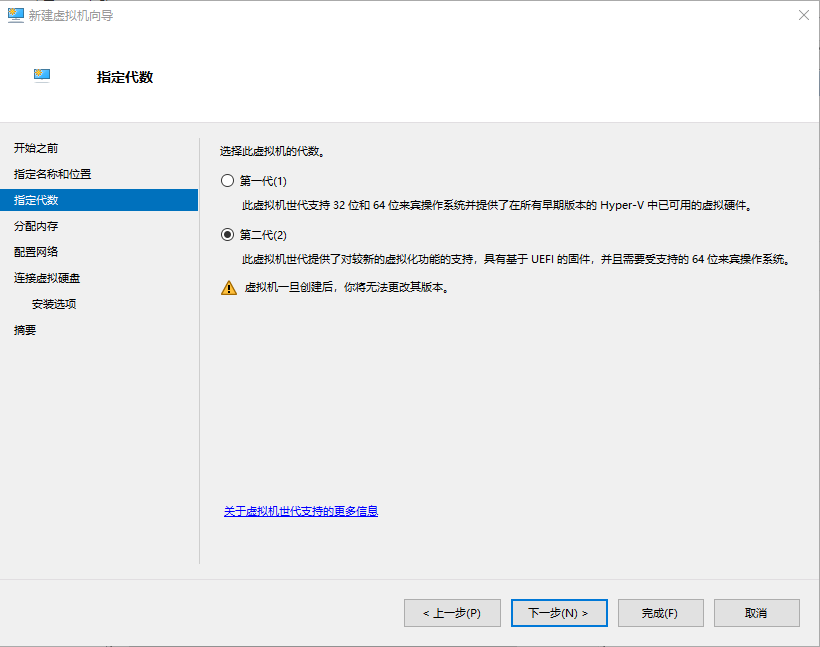 新建虚拟机向导
指定代数
开始之前
指定名称和位置
指定代数
分配内存
配置网络
连接虚拟硬盘
安装选项
摘要
选择此虚拟机的代数。
第一代(1)
此虚拟机世代支持 32 位和 64 位来宾操作系统并提供了在所有早期版本的 Hyper-V 中已可用的虚拟硬件。
第二代(2)
此虚拟机世代提供了对较新的虚拟化功能的支持，具有基于 UEFI 的固件，并且需要受支持的 64 位来宾操作系统。
虚拟机一旦创建后，你将无法更改其版本。
关于虚拟机世代支持的更多信息
< 上一步(P)
下一步(N) >
完成(F)
取消